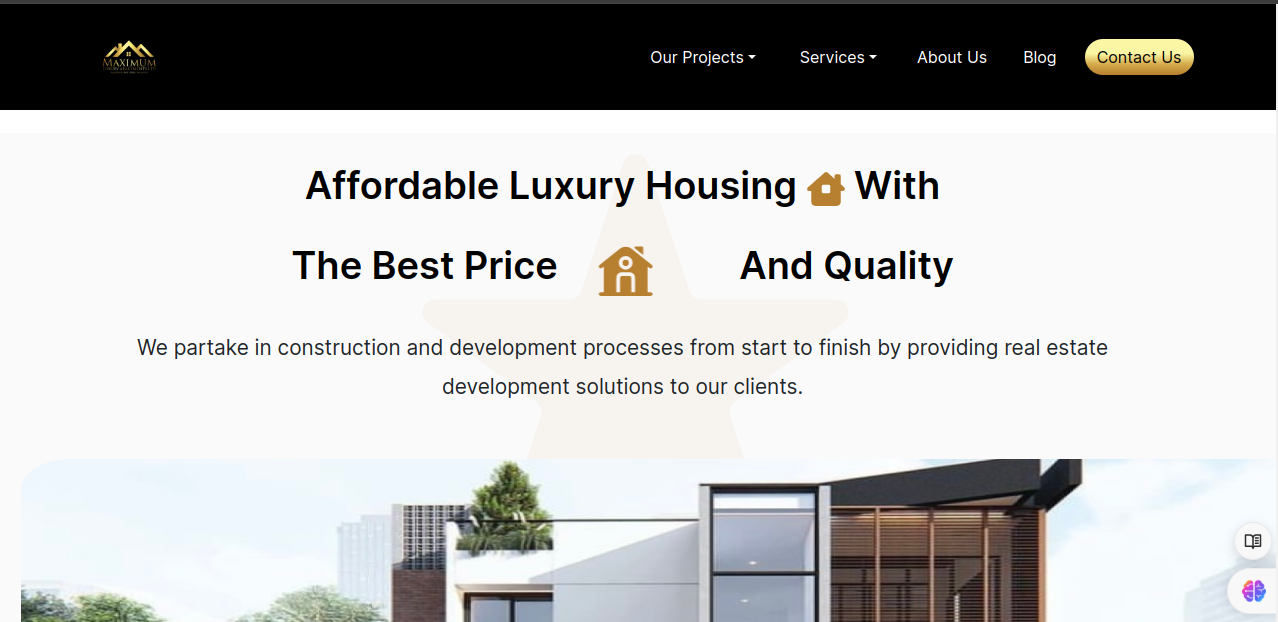 MAXIMUM
Our Projects
Services
About Us
Blog
Contact Us
Affordable Luxury Housing With
The Best Price And Quality
We partake in construction and development processes from start to finish by providing real estate
development solutions to our clients.